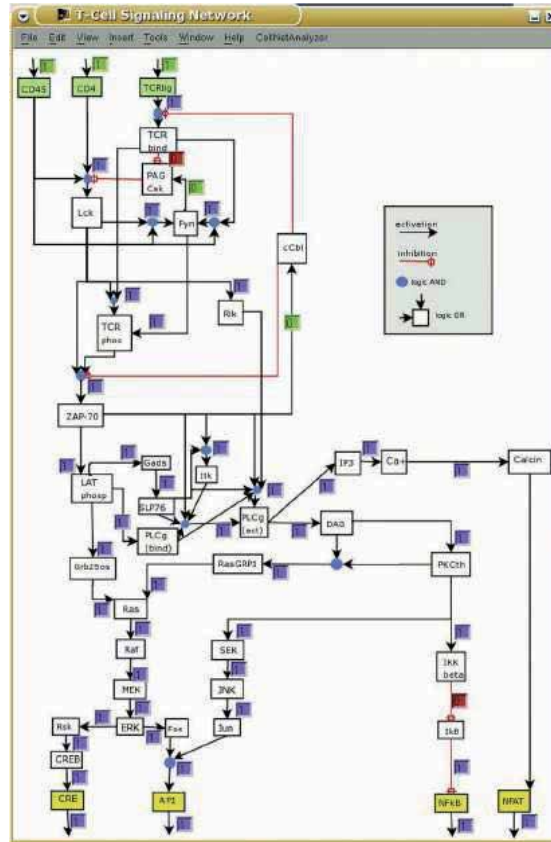 T-Cell Signaling Network
File Edit View Insert Tools Window Help CellNetAnalyzer
CD45
CD4
TCRlig
TCR
bind
PAG
Csk
Lck
Fyn
cCbl
activation
inhibition
logic AND
logic OR
TCR
phos
Rlk
ZAP-70
LAT
phosp
Gads
Itk
SLP76
IP3
Ca+
Calcin
PLCg
(bind)
PLCg
(act)
DAG
Grb2Sos
RasGRP1
PKCth
Ras
Raf
SEK
IKK
beta
MEK
JNK
Rsk
ERK
Fos
Jun
IkB
CREB
CRE
AP1
NFkB
NFAT